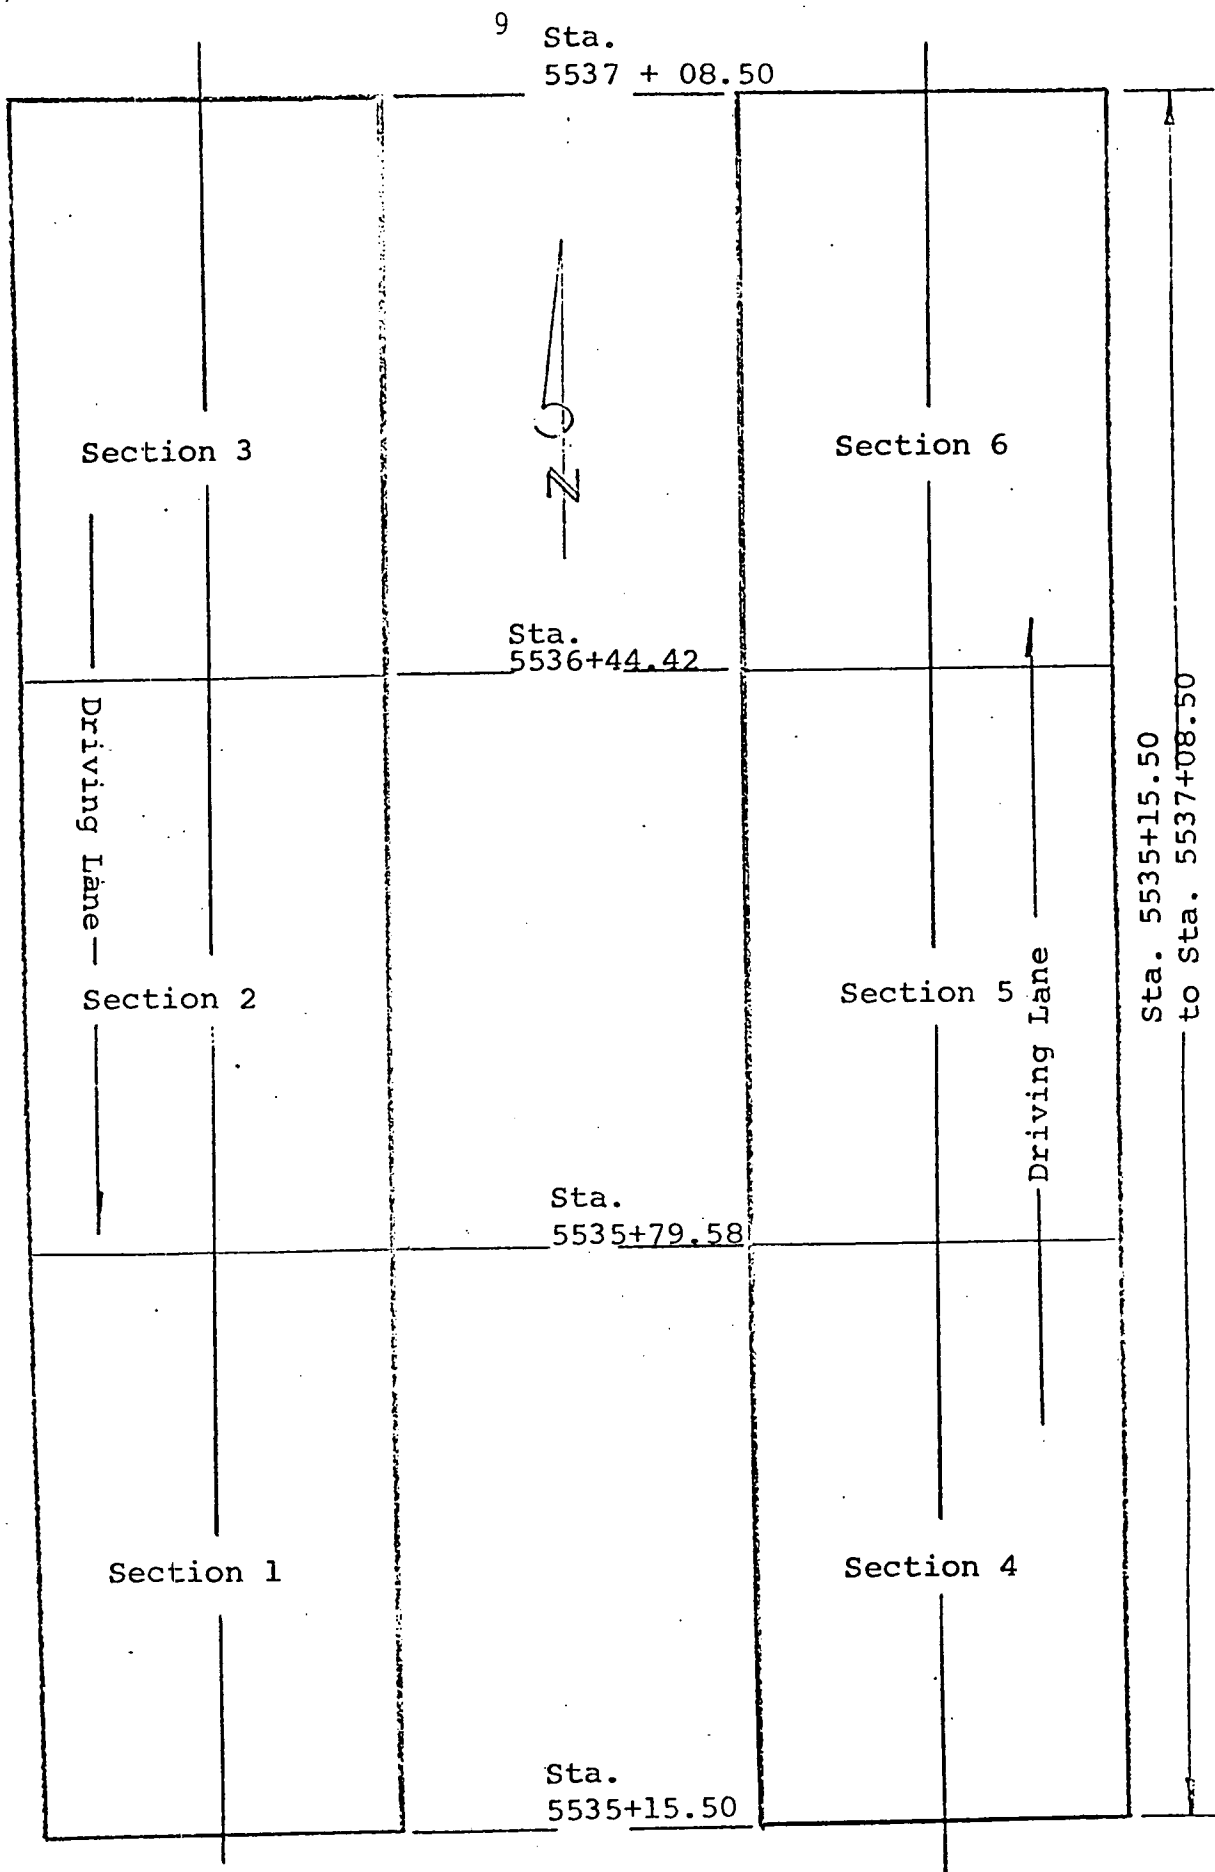 9
Sta.
5537 + 08.50
Section 3
Section 6
N
Sta.
5536+44.42
Driving Lane
Sta. 5535+15.50
to Sta. 5537+08.50
Section 2
Section 5
Driving Lane
Sta.
5535+79.58
Section 1
Section 4
Sta.
5535+15.50